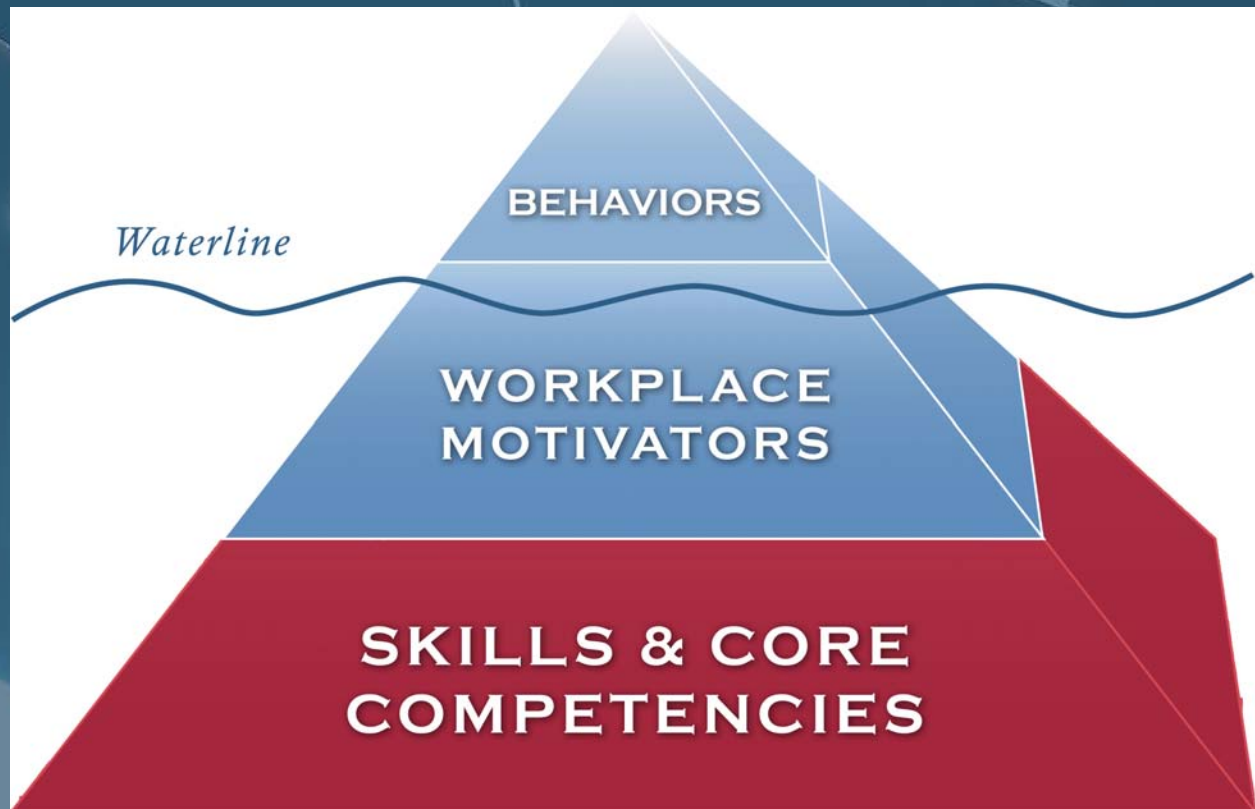 BEHAVIORS
Waterline
WORKPLACE
MOTIVATORS
SKILLS & CORE
COMPETENCIES